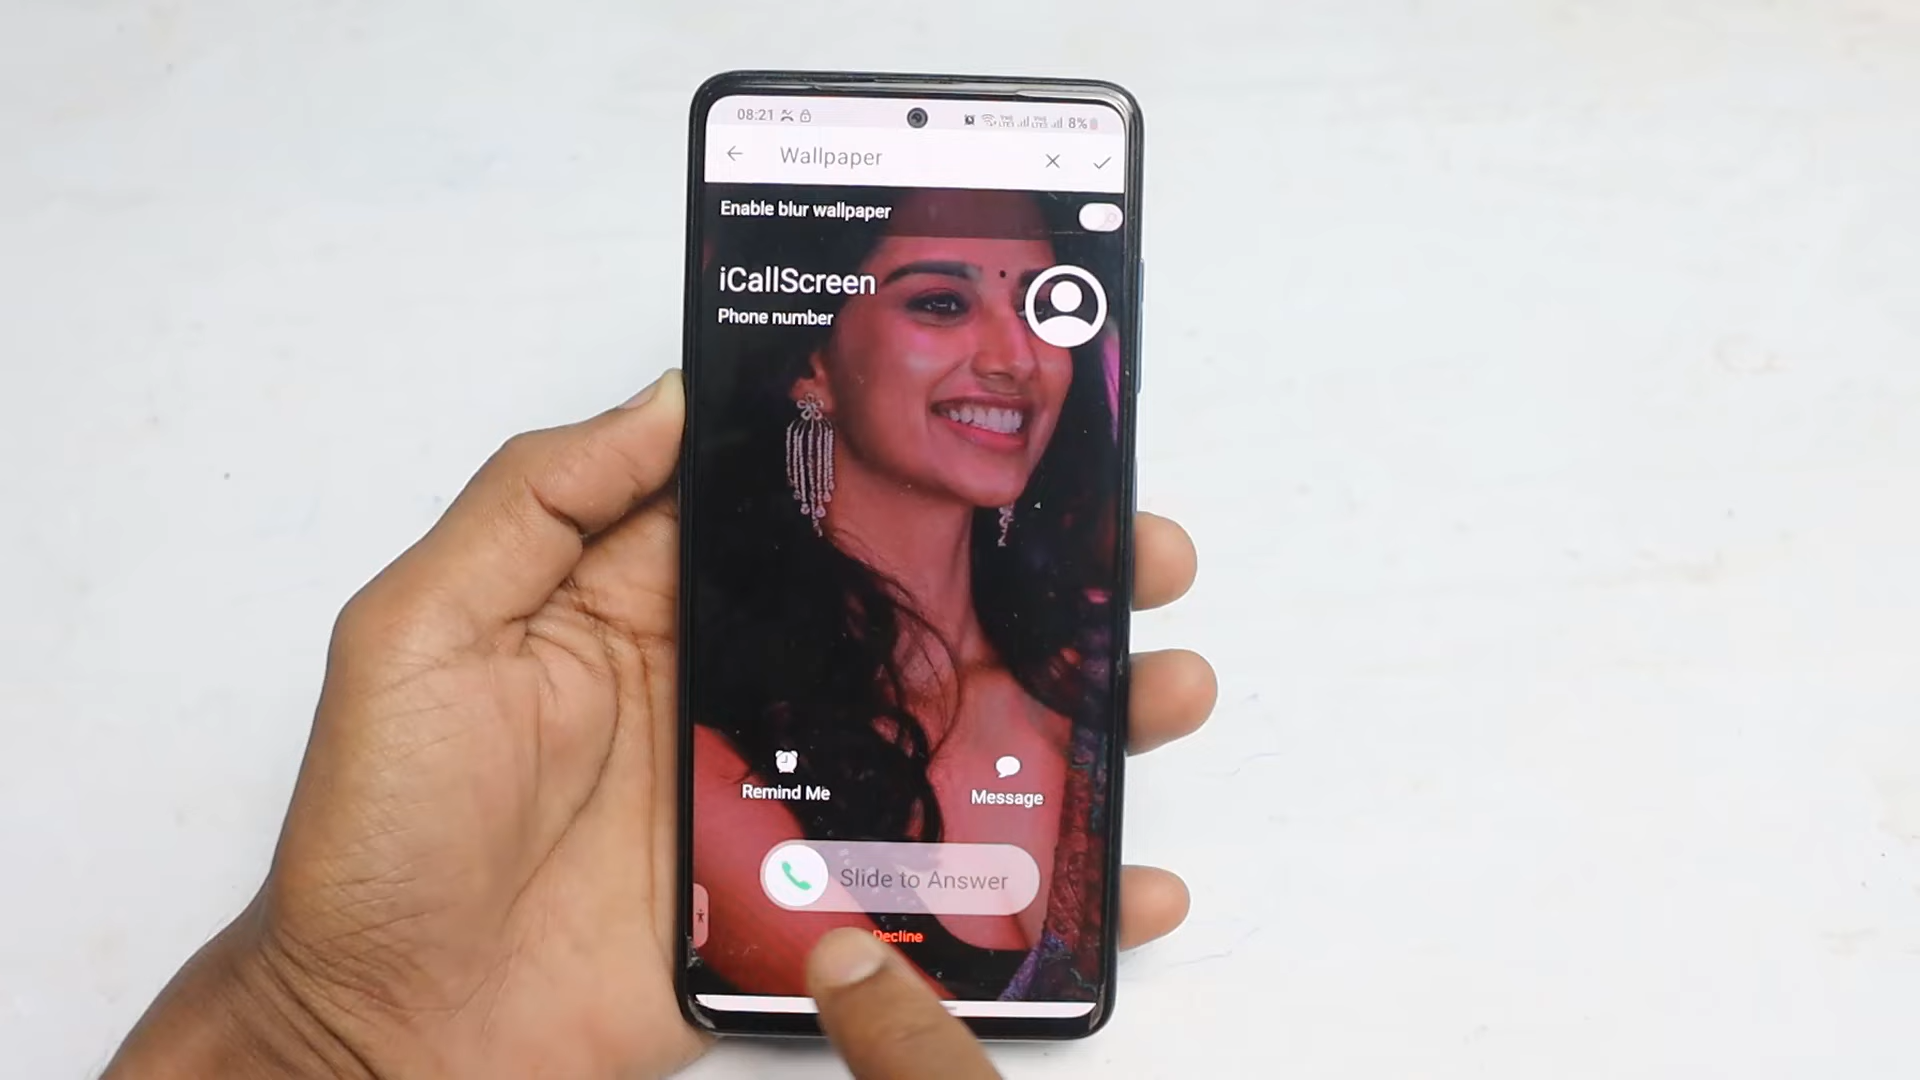 08:21 8%
Wallpaper
Enable blur wallpaper
iCallScreen
Phone number
Remind Me
Message
Slide to Answer
Decline